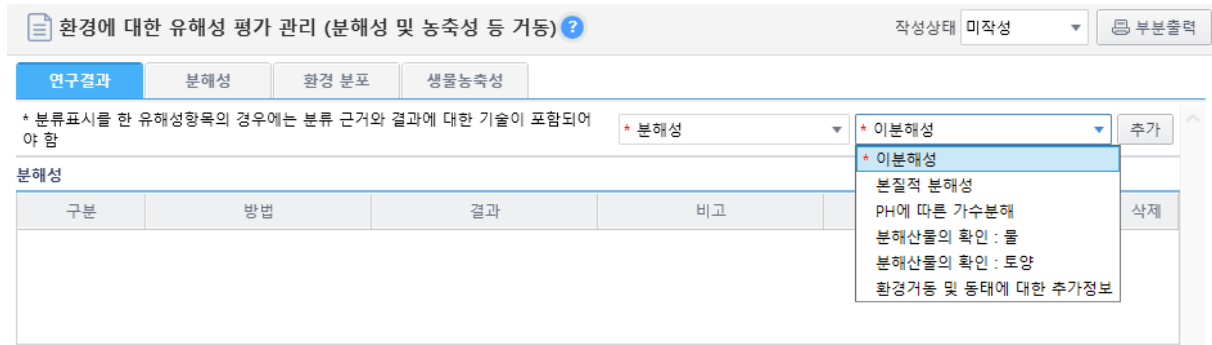 환경에 대한 유해성 평가 관리 (분해성 및 농축성 등 거동) ?
작성상태 미작성
부분출력
연구결과 분해성 환경 분포 생물농축성
* 분류표시를 한 유해성항목의 경우에는 분류 근거와 결과에 대한 기술이 포함되어
야 함
* 분해성
* 이분해성
추가
* 이분해성
본질적 분해성
PH에 따른 가수분해
분해산물의 확인 : 물
분해산물의 확인 : 토양
환경거동 및 동태에 대한 추가정보
분해성
구분 방법 결과 비고 삭제